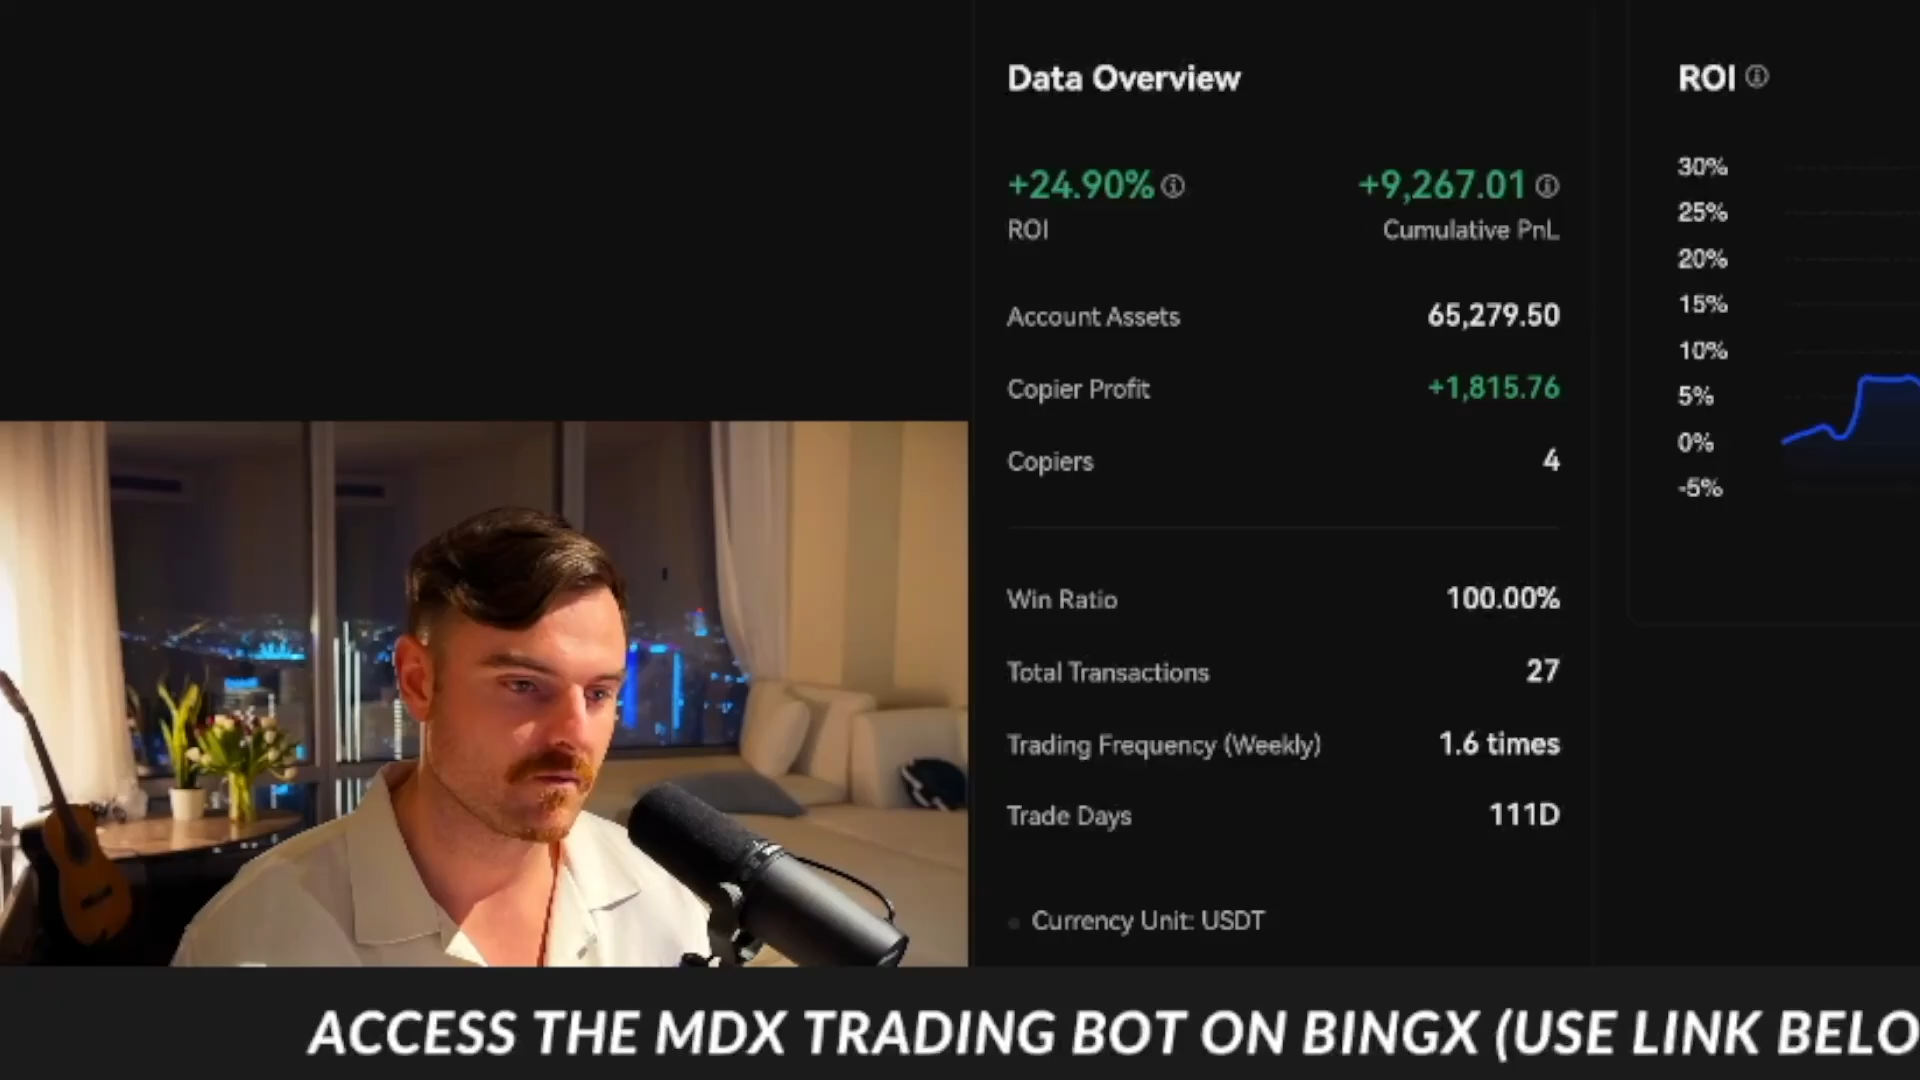 Data Overview
+24.90%
+9,267.01
ROI
Cumulative PnL
Account Assets
65,279.50
Copier Profit
+1,815.76
Copiers
4
Win Ratio
100.00%
Total Transactions
27
Trading Frequency (Weekly)
1.6 times
Trade Days
111D
Currency Unit: USDT
ROI
30%
25%
20%
15%
10%
5%
0%
-5%
ACCESS THE MDX TRADING BOT ON BINGX (USE LINK BELO